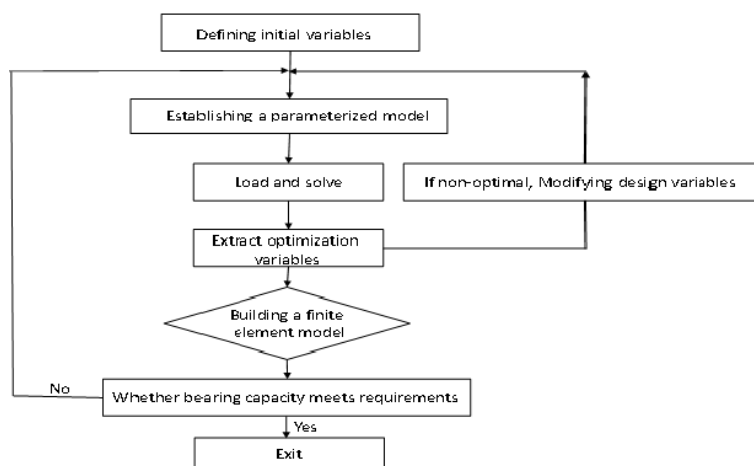 Defining initial variables
Establishing a parameterized model
Load and solve
If non-optimal, Modifying design variables
Extract optimization
variables
Building a finite
element model
No
Whether bearing capacity meets requirements
Yes
Exit